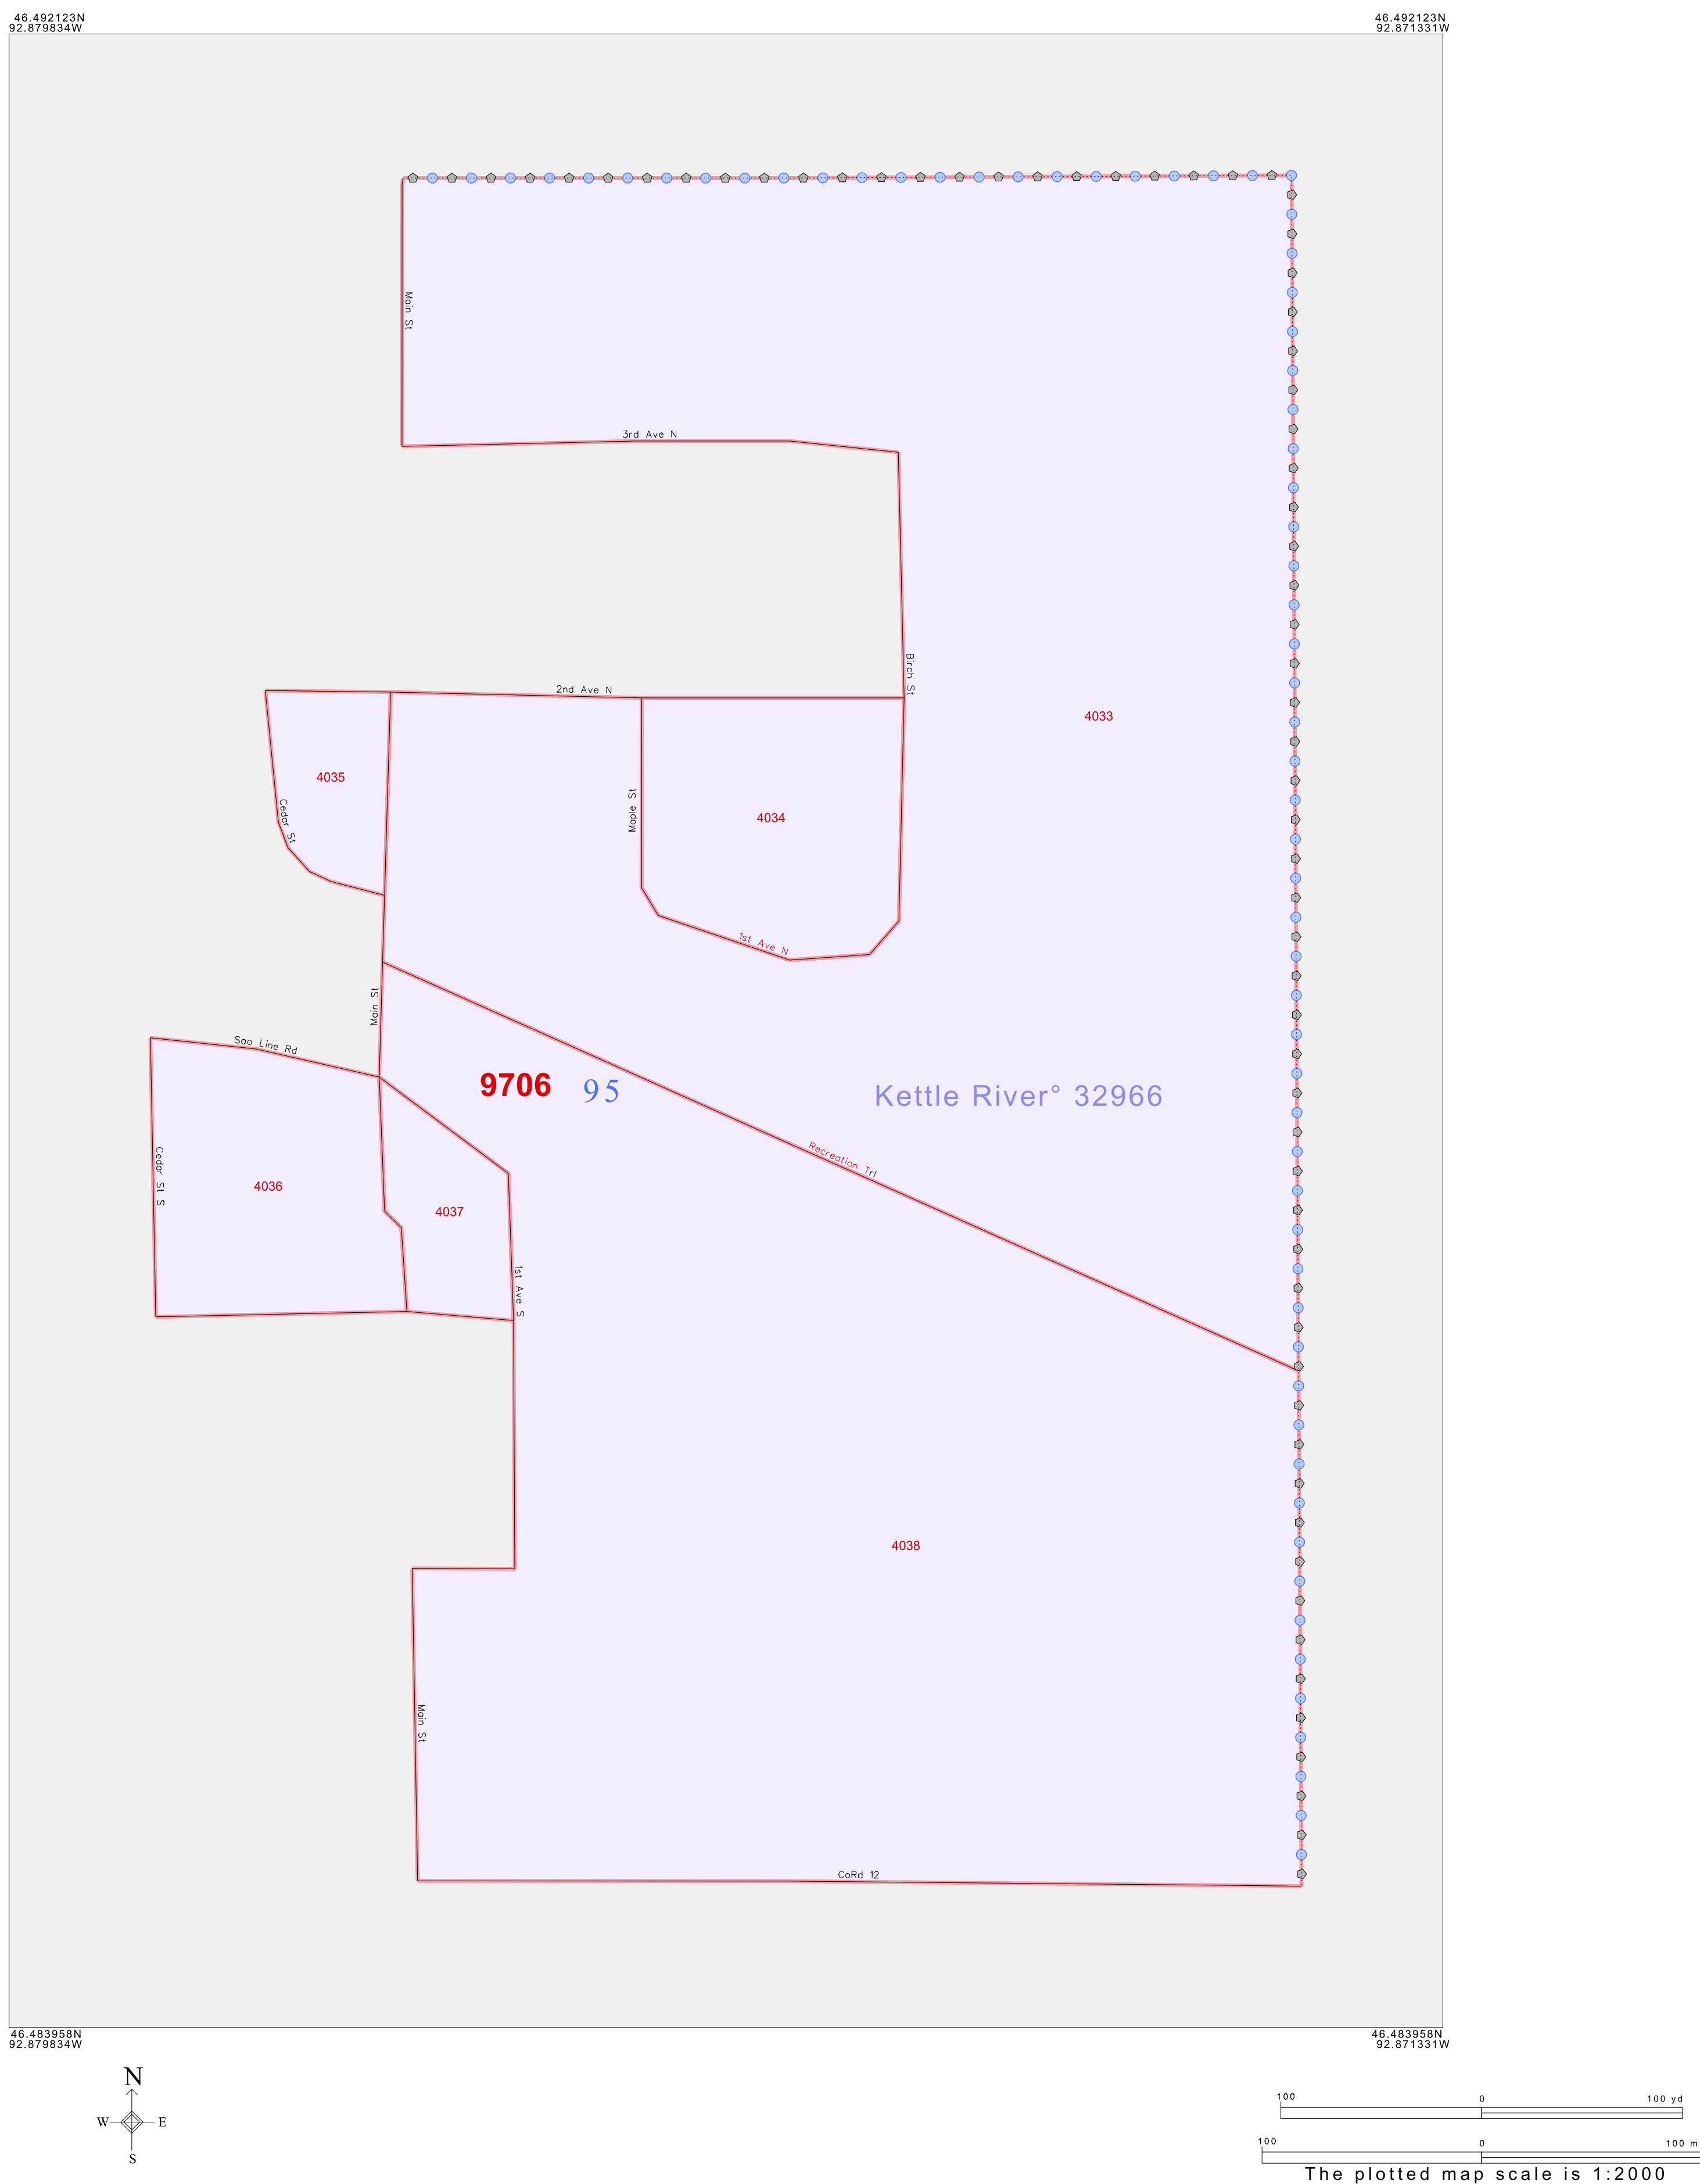 46.492123N
92.879834W
46.492123N
92.871331W
Main St
3rd Ave N
Birch St
4033
2nd Ave N
4035
Cedar St
Maple St
4034
1st Ave N
Main St
Soo Line Rd
9706
95
Kettle River° 32966
Recreation Trl
Cedar St S
4036
4037
1st Ave S
4038
Main St
CoRd 12
46.483958N
92.879834W
46.483958N
92.871331W
N
W
E
S
100
0
100 yd
100
0
100 m
The plotted map scale is 1:2000